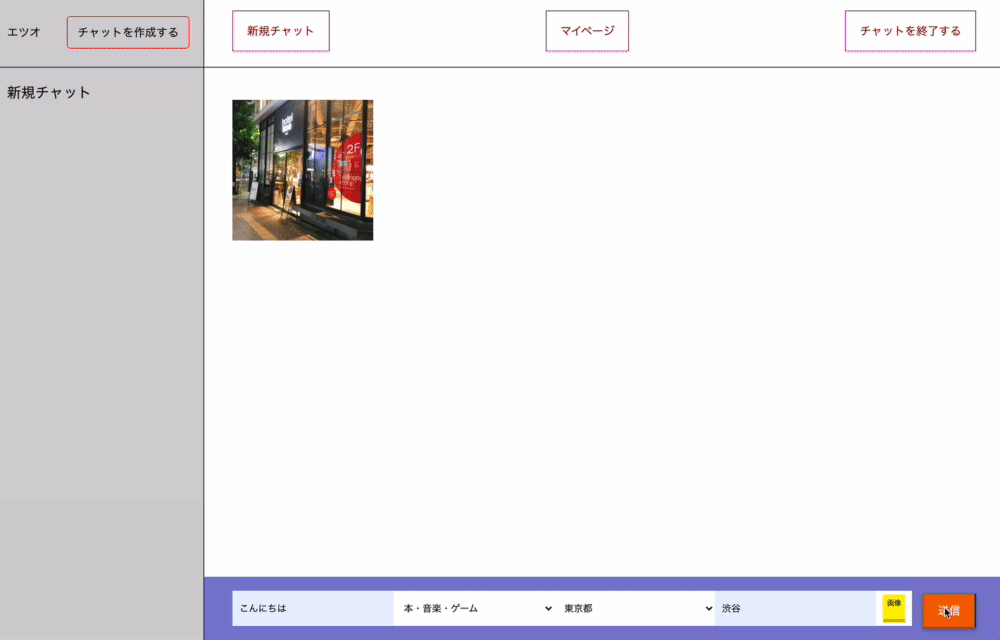 エツオ
チャットを作成する
新規チャット
マイページ
チャットを終了する
新規チャット
hotel
2F
こんにちは
本・音楽・ゲーム
東京都
渋谷
画像
送信